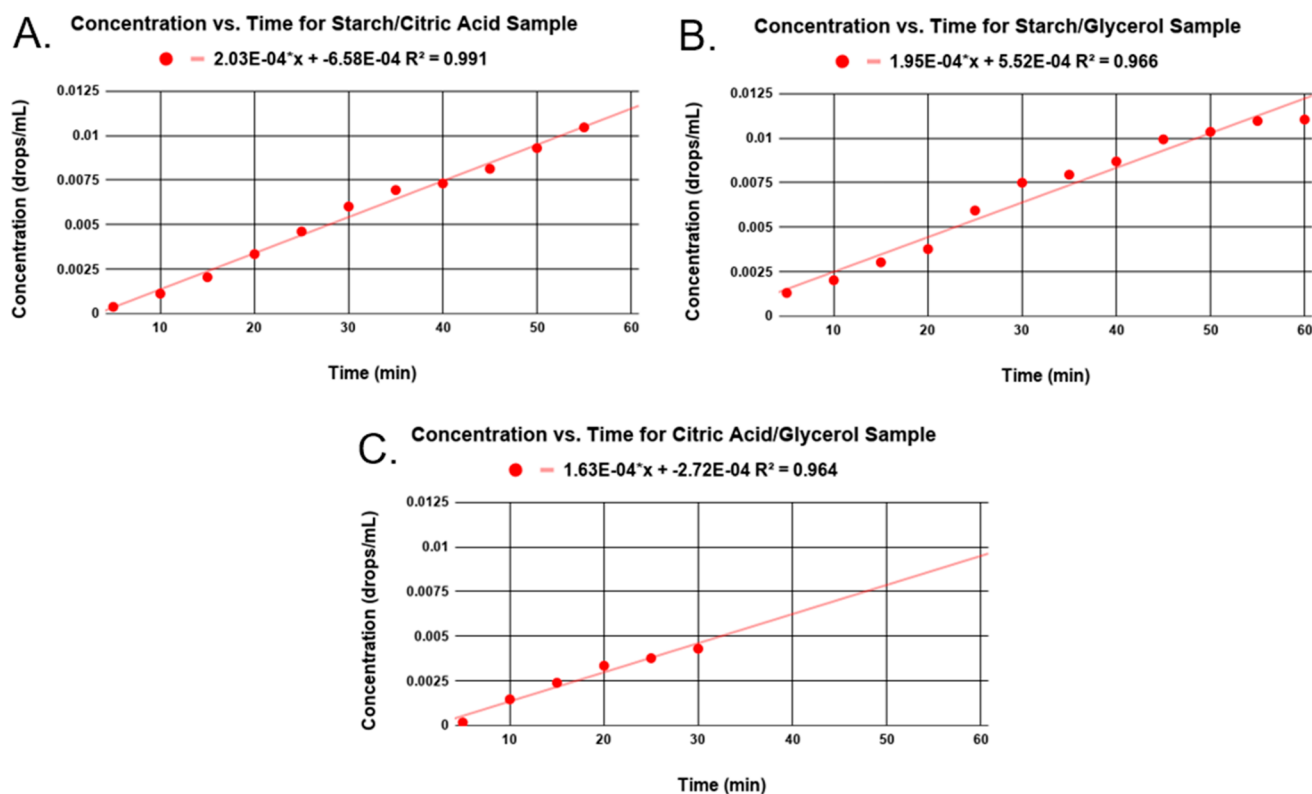 A.
Concentration vs. Time for Starch/Citric Acid Sample
2.03E-04*x + -6.58E-04 R² = 0.991
Concentration (drops/mL)
0.0125
0.01
0.0075
0.005
0.0025
0
10 20 30 40 50 60
Time (min)
B.
Concentration vs. Time for Starch/Glycerol Sample
1.95E-04*x + 5.52E-04 R² = 0.966
Concentration (drops/mL)
0.0125
0.01
0.0075
0.005
0.0025
0
10 20 30 40 50 60
Time (min)
C.
Concentration vs. Time for Citric Acid/Glycerol Sample
1.63E-04*x + -2.72E-04 R² = 0.964
Concentration (drops/mL)
0.0125
0.01
0.0075
0.005
0.0025
0
10 20 30 40 50 60
Time (min)